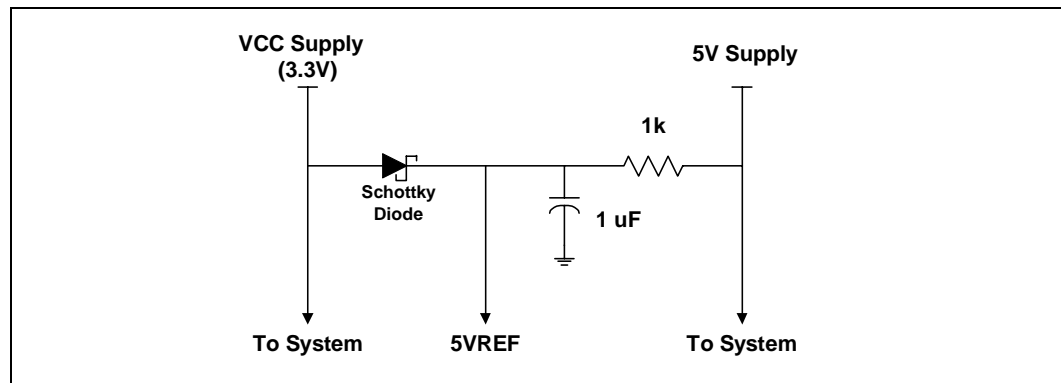 VCC Supply
(3.3V)
5V Supply
1k
Schottky
Diode
1 uF
To System
5VREF
To System